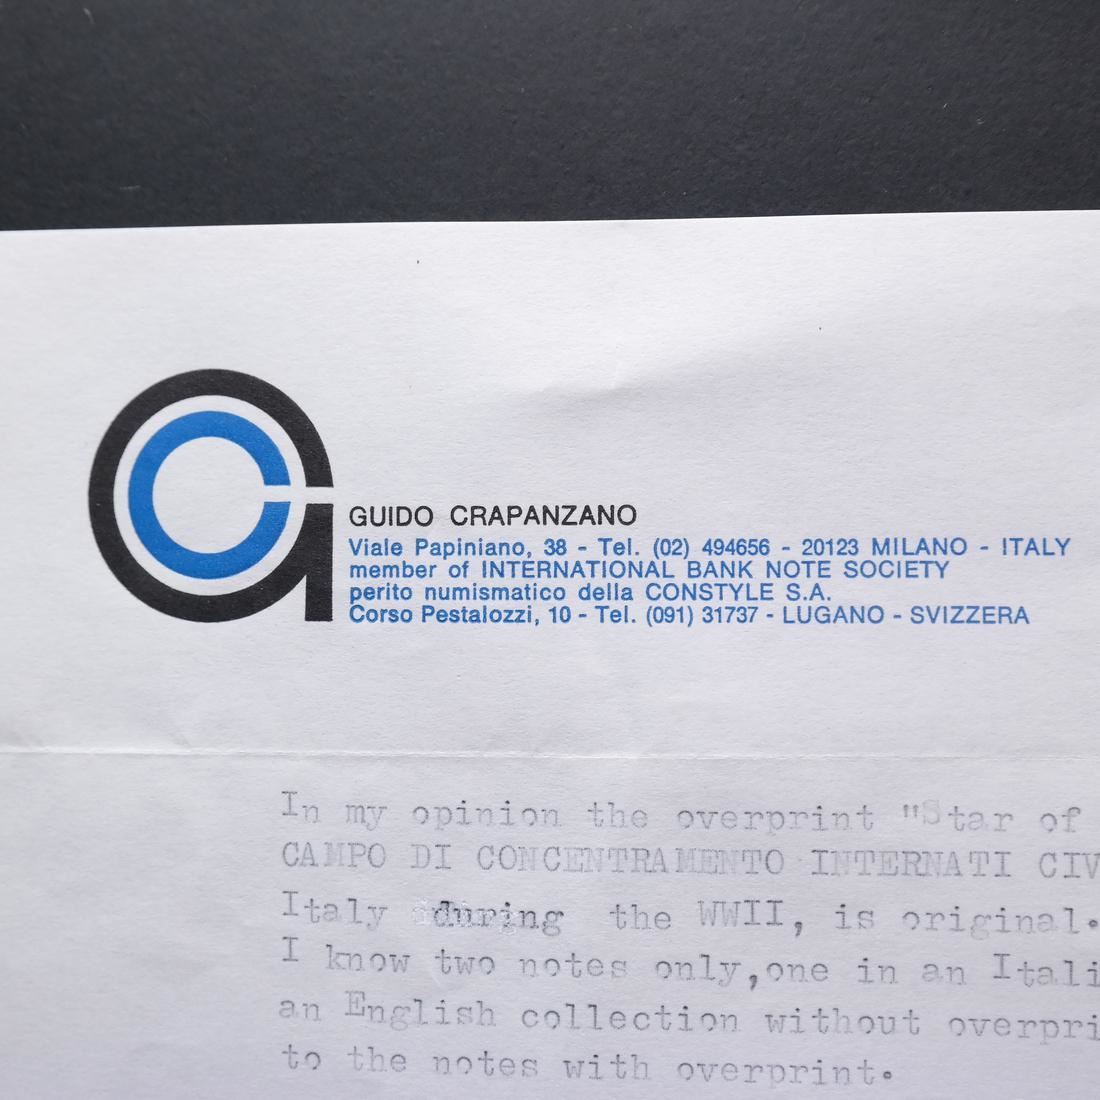 GUIDO CRAPANZANO
Viale Papiniano, 38 - Tel. (02) 494656 - 20123 MILANO - ITALY
member of INTERNATIONAL BANK NOTE SOCIETY
perito numismatico della CONSTYLE S.A.
Corso Pestalozzi, 10 - Tel. (091) 31737 - LUGANO - SVIZZERA
In my opinion the overprint "Star of
CAMPO DI CONCENTRAMENTO INTERNATI CIV
Italy during the WWII, is original.
I know two notes only,one in an Itali
an English collection without overpri
to the notes with overprint.